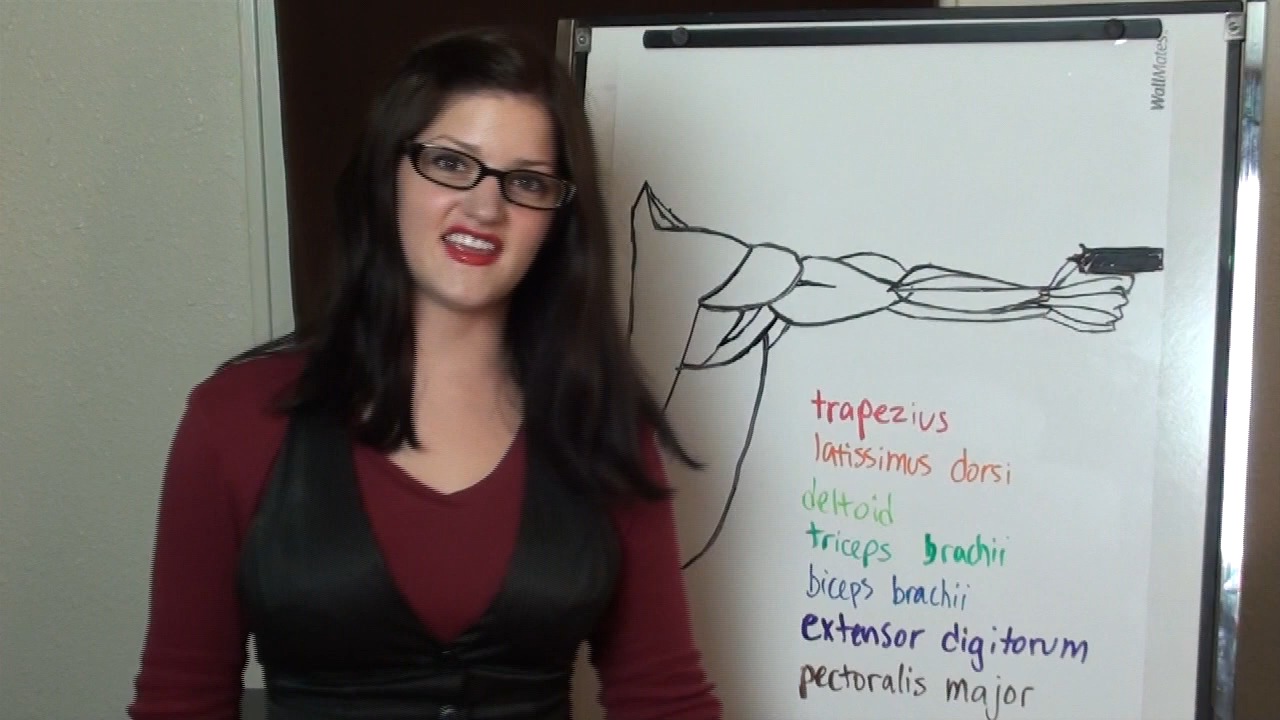 WallMates.
trapezius
latissimus dorsi
deltoid
triceps brachii
biceps brachii
extensor digitorum
pectoralis major